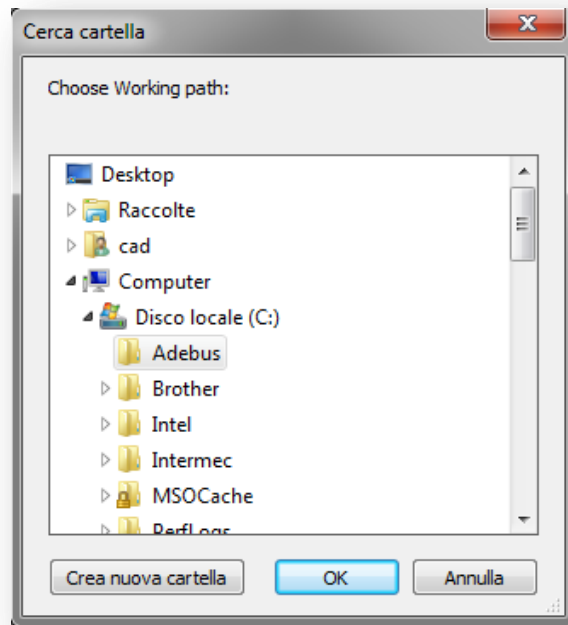 Cerca cartella
Choose Working path:
Desktop
Raccolte
cad
Computer
Disco locale (C:)
Adebus
Brother
Intel
Intermec
MSOCache
PerfLogs
Crea nuova cartella OK Annulla